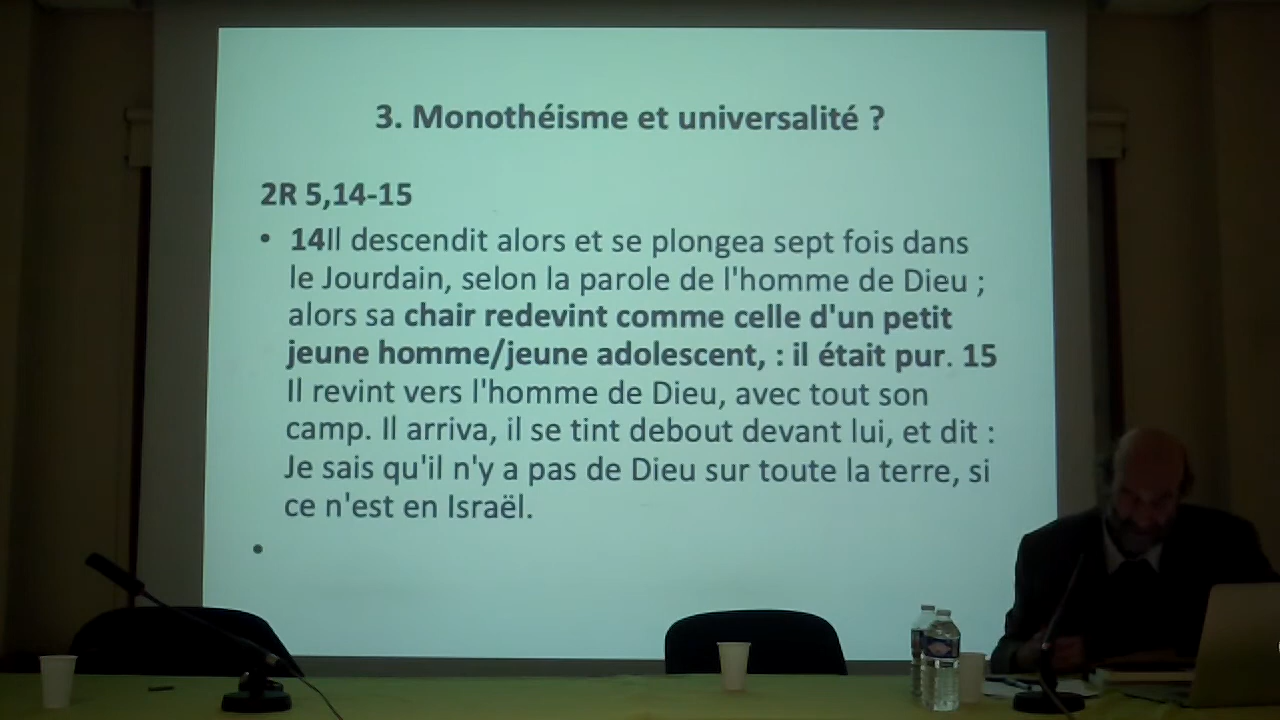 3. Monothéisme et universalité ?
2R 5,14-15
• 14Il descendit alors et se plongea sept fois dans
le Jourdain, selon la parole de l'homme de Dieu ;
alors sa chair redevint comme celle d'un petit
jeune homme/jeune adolescent, : il était pur. 15
Il revint vers l'homme de Dieu, avec tout son
camp. Il arriva, il se tint debout devant lui, et dit :
Je sais qu'il n'y a pas de Dieu sur toute la terre, si
ce n'est en Israël.
•